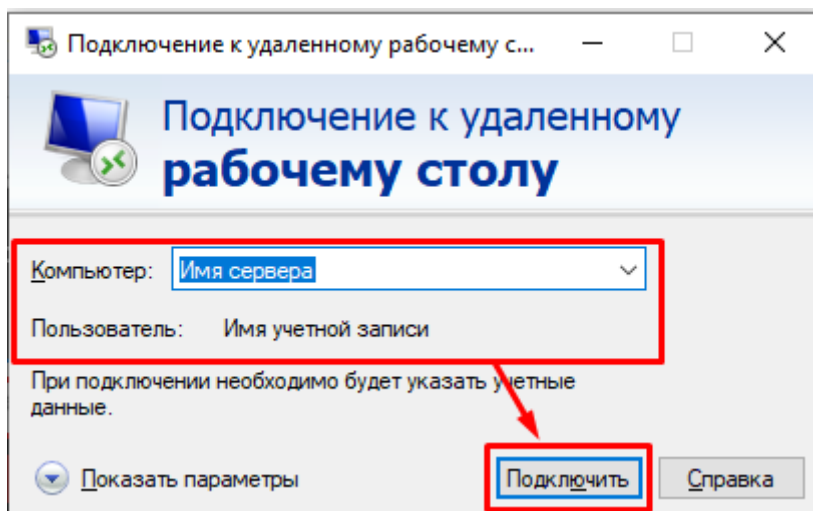 Подключение к удаленному рабочему с...
Подключение к удаленному
рабочему столу
Компьютер: Имя сервера
Пользователь: Имя учетной записи
При подключении необходимо будет указать учетные
данные.
Показать параметры Подключить Справка